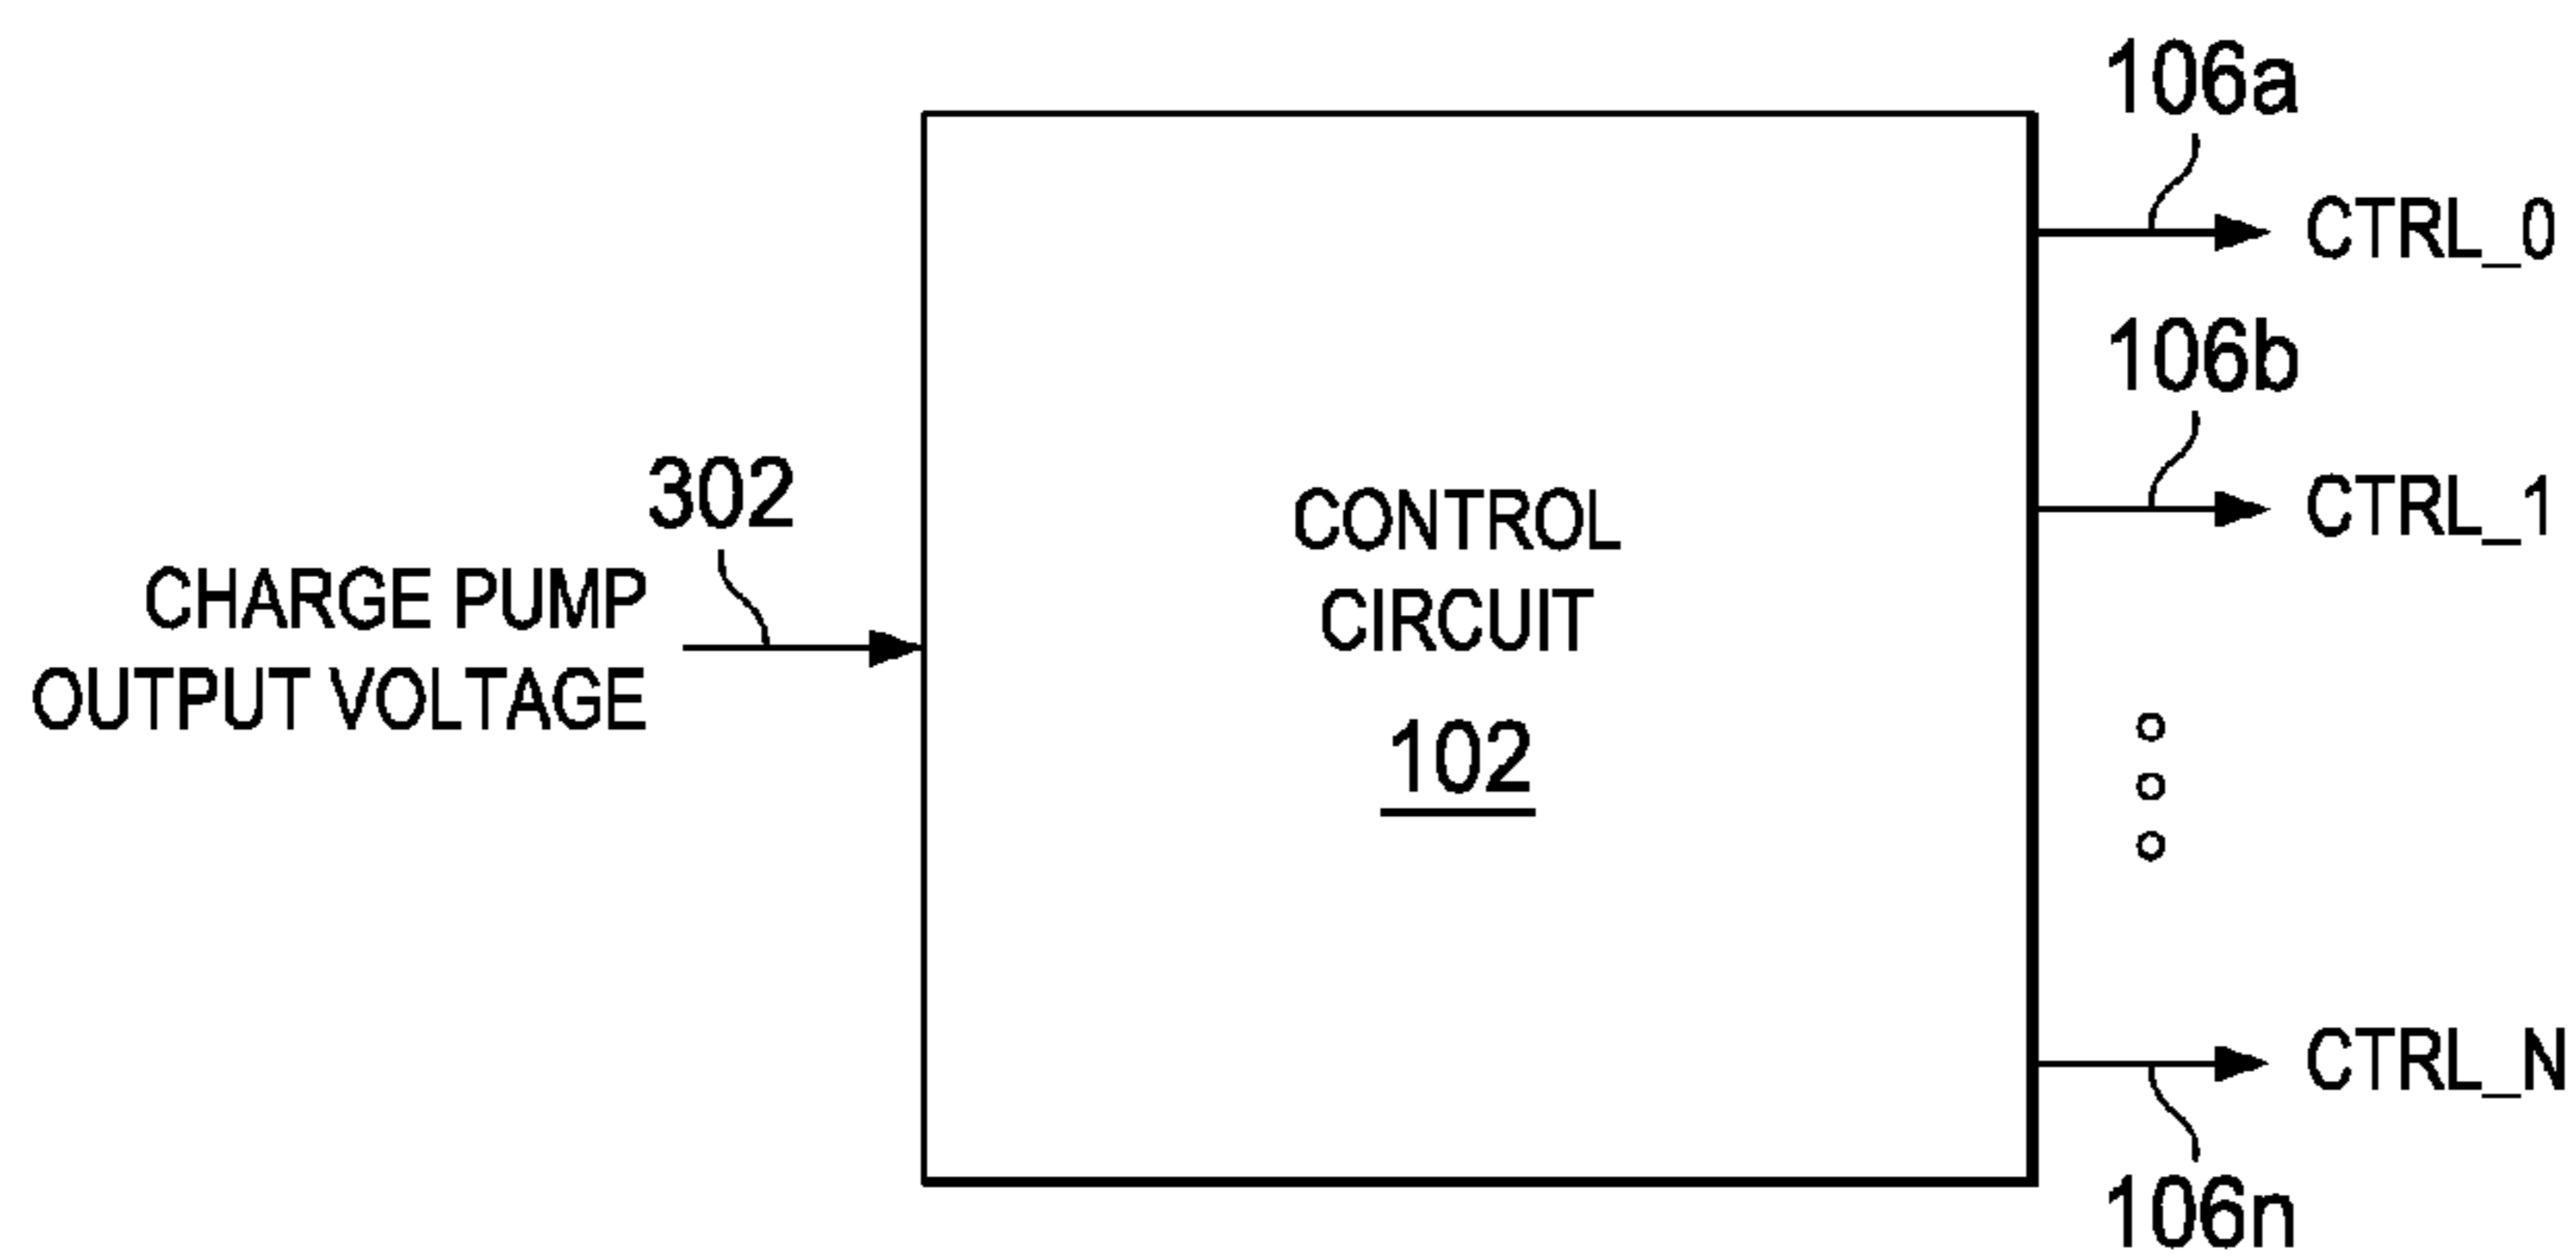 106a
CTRL_0
106b
CTRL_1
302
CHARGE PUMP
OUTPUT VOLTAGE
CONTROL
CIRCUIT
102
CTRL_N
106n